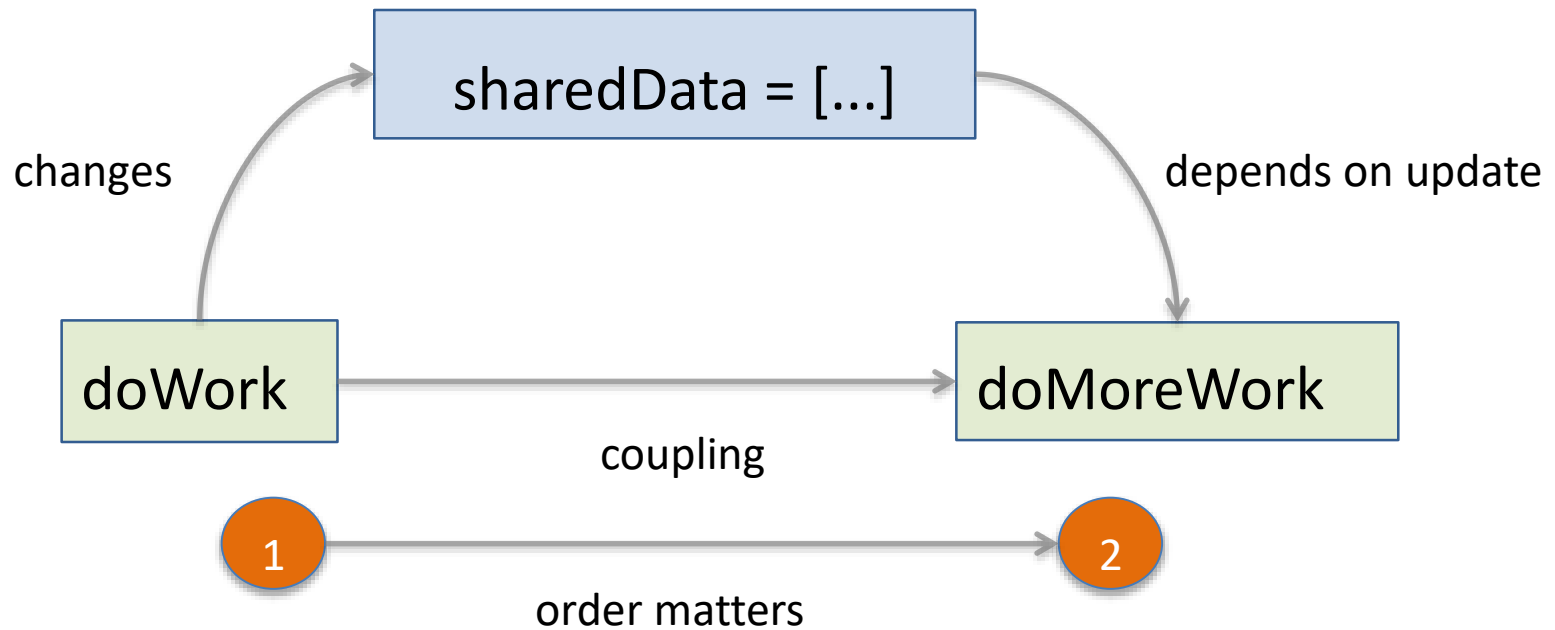 sharedData = [...]
changes
depends on update
doWork
doMoreWork
coupling
1
2
order matters